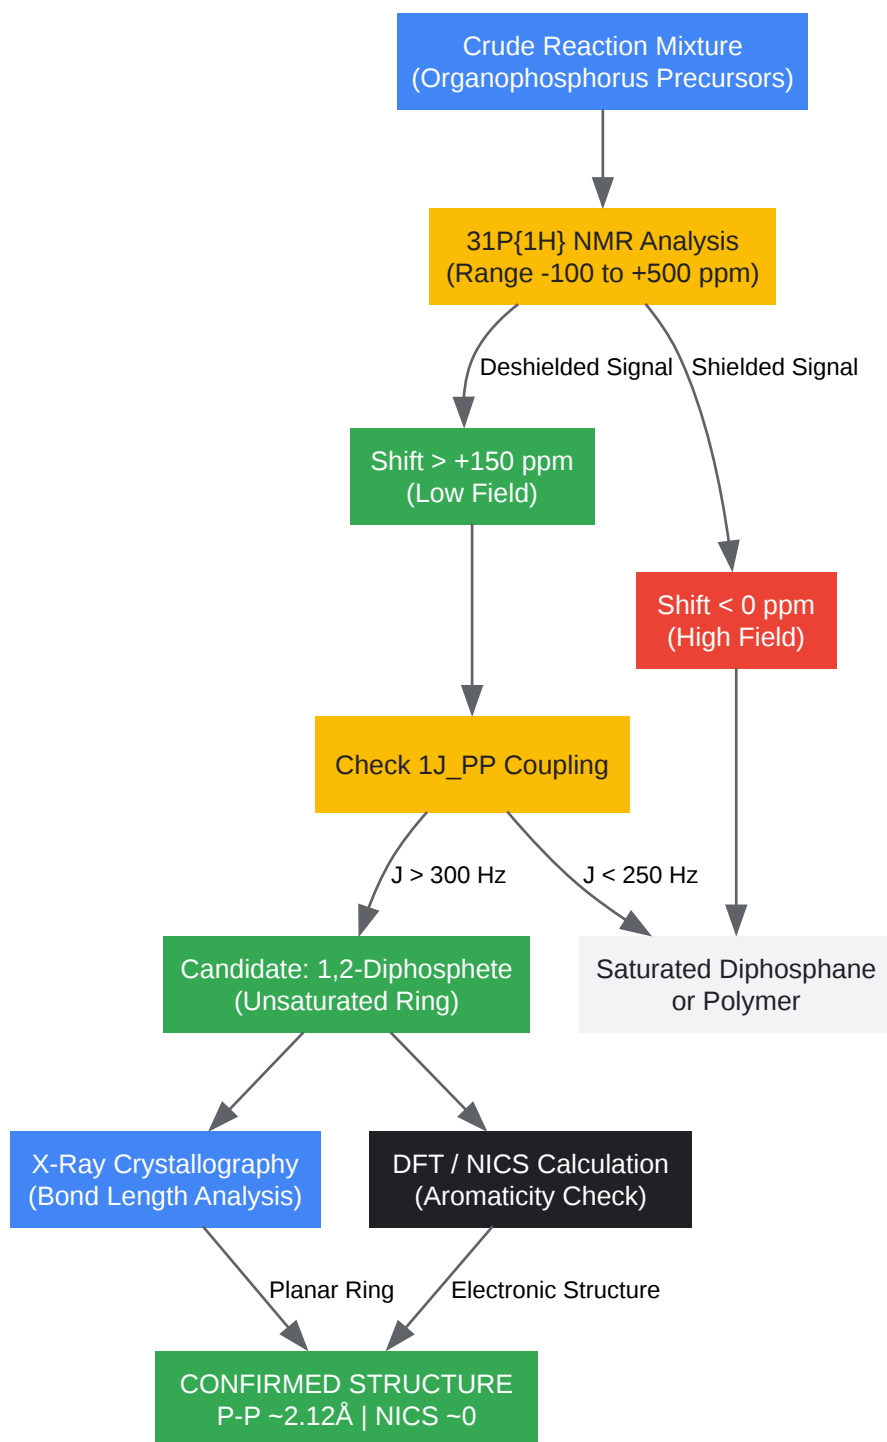 Crude Reaction Mixture
(Organophosphorus Precursors)
31P{1H} NMR Analysis
(Range -100 to +500 ppm)
Deshielded Signal
Shielded Signal
Shift > +150 ppm
(Low Field)
Shift < 0 ppm
(High Field)
Check 1J_PP Coupling
J > 300 Hz
J < 250 Hz
Candidate: 1,2-Diphosphete
(Unsaturated Ring)
Saturated Diphosphane
or Polymer
X-Ray Crystallography
(Bond Length Analysis)
DFT / NICS Calculation
(Aromaticity Check)
Planar Ring
Electronic Structure
CONFIRMED STRUCTURE
P-P ~2.12Å | NICS ~0